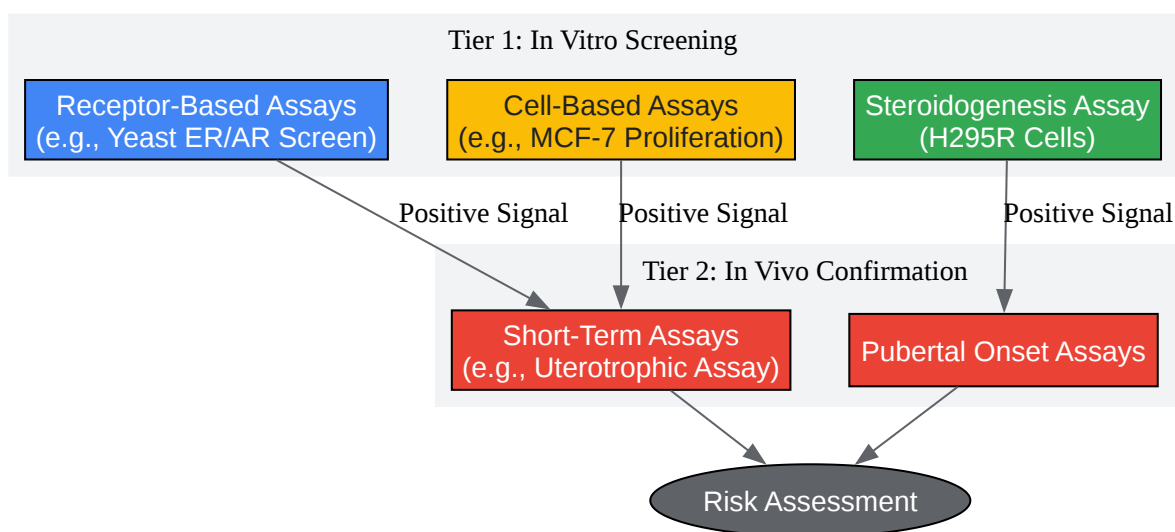 Tier 1: In Vitro Screening
Receptor-Based Assays
(e.g., Yeast ER/AR Screen)
Cell-Based Assays
(e.g., MCF-7 Proliferation)
Steroidogenesis Assay
(H295R Cells)
Positive Signal
Positive Signal
Positive Signal
Tier 2: In Vivo Confirmation
Short-Term Assays
(e.g., Uterotrophic Assay)
Pubertal Onset Assays
Risk Assessment